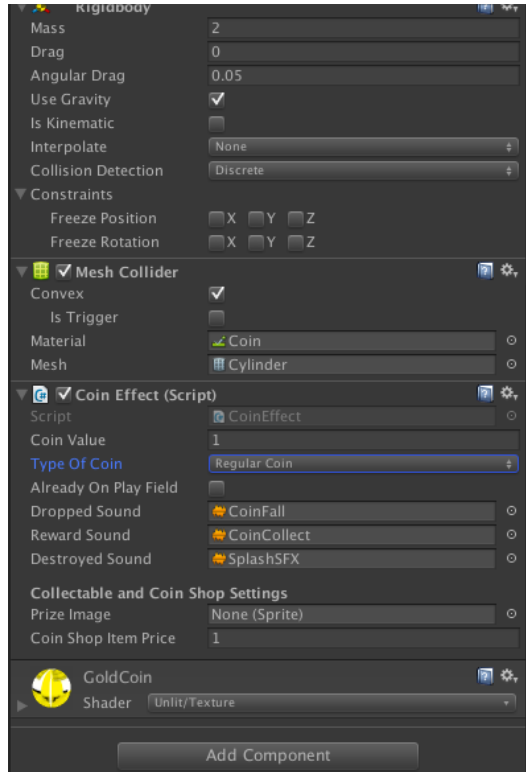 Rigidbody
Mass 2
Drag 0
Angular Drag 0.05
Use Gravity
Is Kinematic
Interpolate None
Collision Detection Discrete
Constraints
Freeze Position X Y Z
Freeze Rotation X Y Z
Mesh Collider
Convex
Is Trigger
Material Coin
Mesh Cylinder
Coin Effect (Script)
Script CoinEffect
Coin Value 1
Type Of Coin Regular Coin
Already On Play Field
Dropped Sound CoinFall
Reward Sound CoinCollect
Destroyed Sound SplashSFX
Collectable and Coin Shop Settings
Prize Image None (Sprite)
Coin Shop Item Price 1
GoldCoin
Shader Unlit/Texture
Add Component